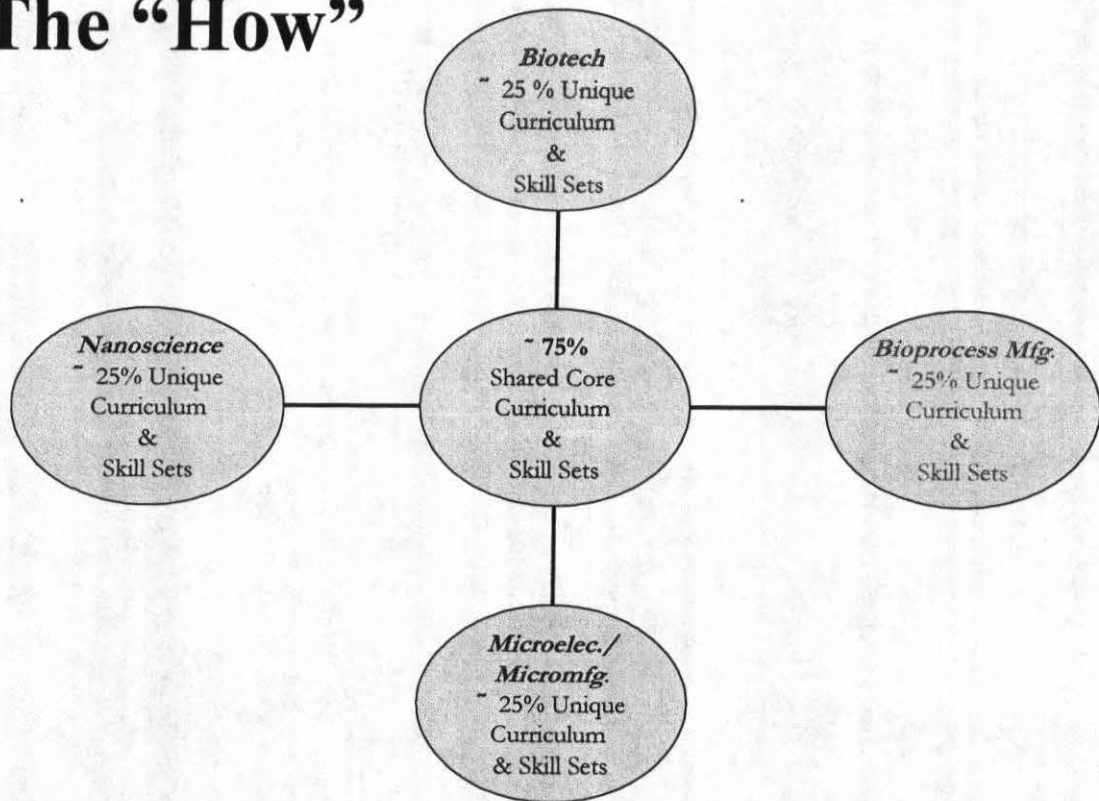 The “How”
Biotech
~ 25 % Unique
Curriculum
&
Skill Sets
Nanoscience
~ 25% Unique
Curriculum
&
Skill Sets
~ 75%
Shared Core
Curriculum
&
Skill Sets
Bioprocess Mfg.
~ 25% Unique
Curriculum
&
Skill Sets
Microelec./
Micromfg.
~ 25% Unique
Curriculum
& Skill Sets